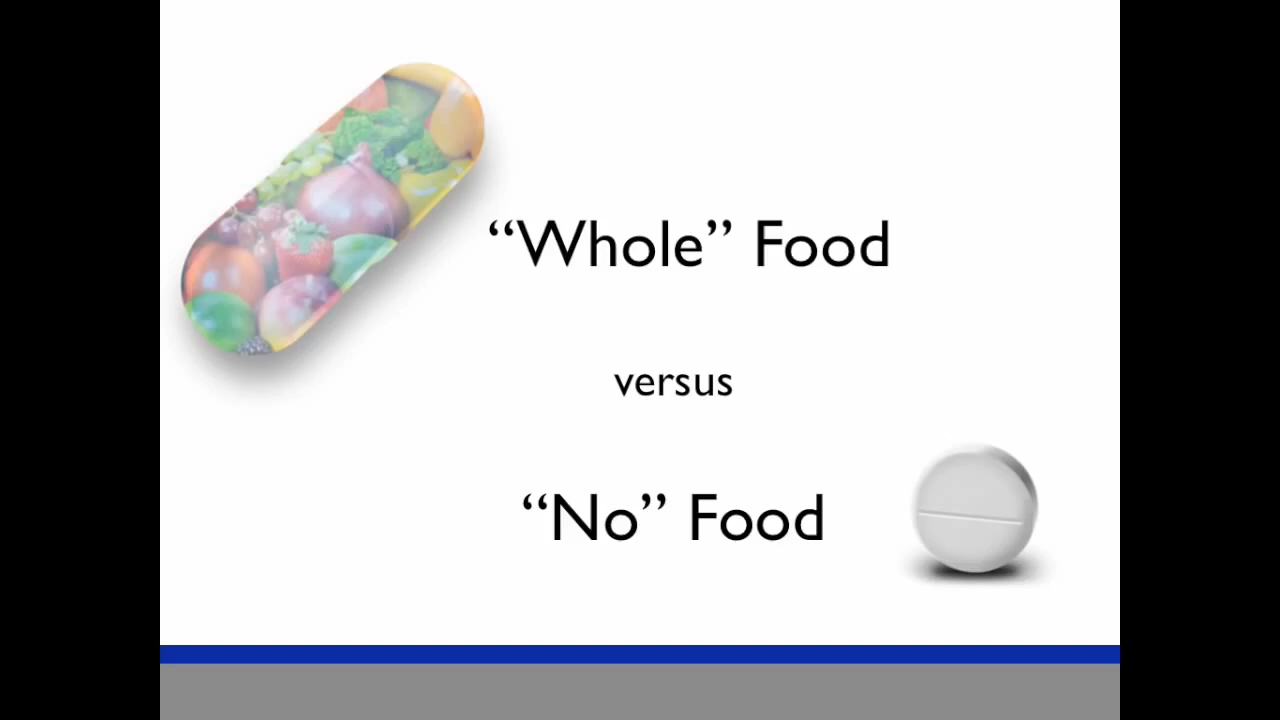 “Whole” Food
versus
“No” Food